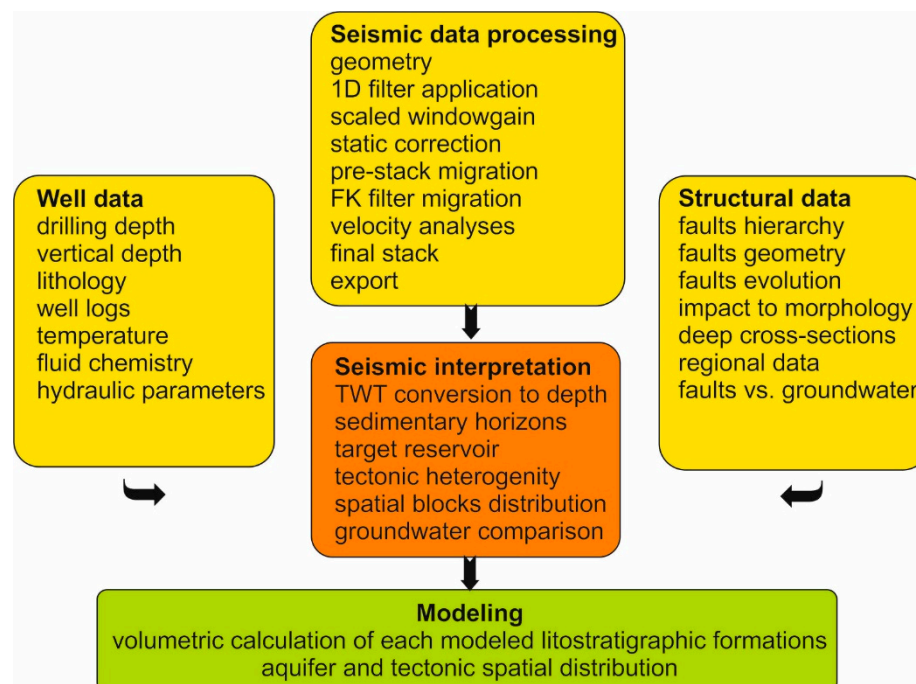 Seismic data processing
geometry
1D filter application
scaled windowgain
static correction
pre-stack migration
FK filter migration
velocity analyses
final stack
export
Well data
drilling depth
vertical depth
lithology
well logs
temperature
fluid chemistry
hydraulic parameters
Structural data
faults hierarchy
faults geometry
faults evolution
impact to morphology
deep cross-sections
regional data
faults vs. groundwater
Seismic interpretation
TWT conversion to depth
sedimentary horizons
target reservoir
tectonic heterogenity
spatial blocks distribution
groundwater comparison
Modeling
volumetric calculation of each modeled litostratigraphic formations
aquifer and tectonic spatial distribution